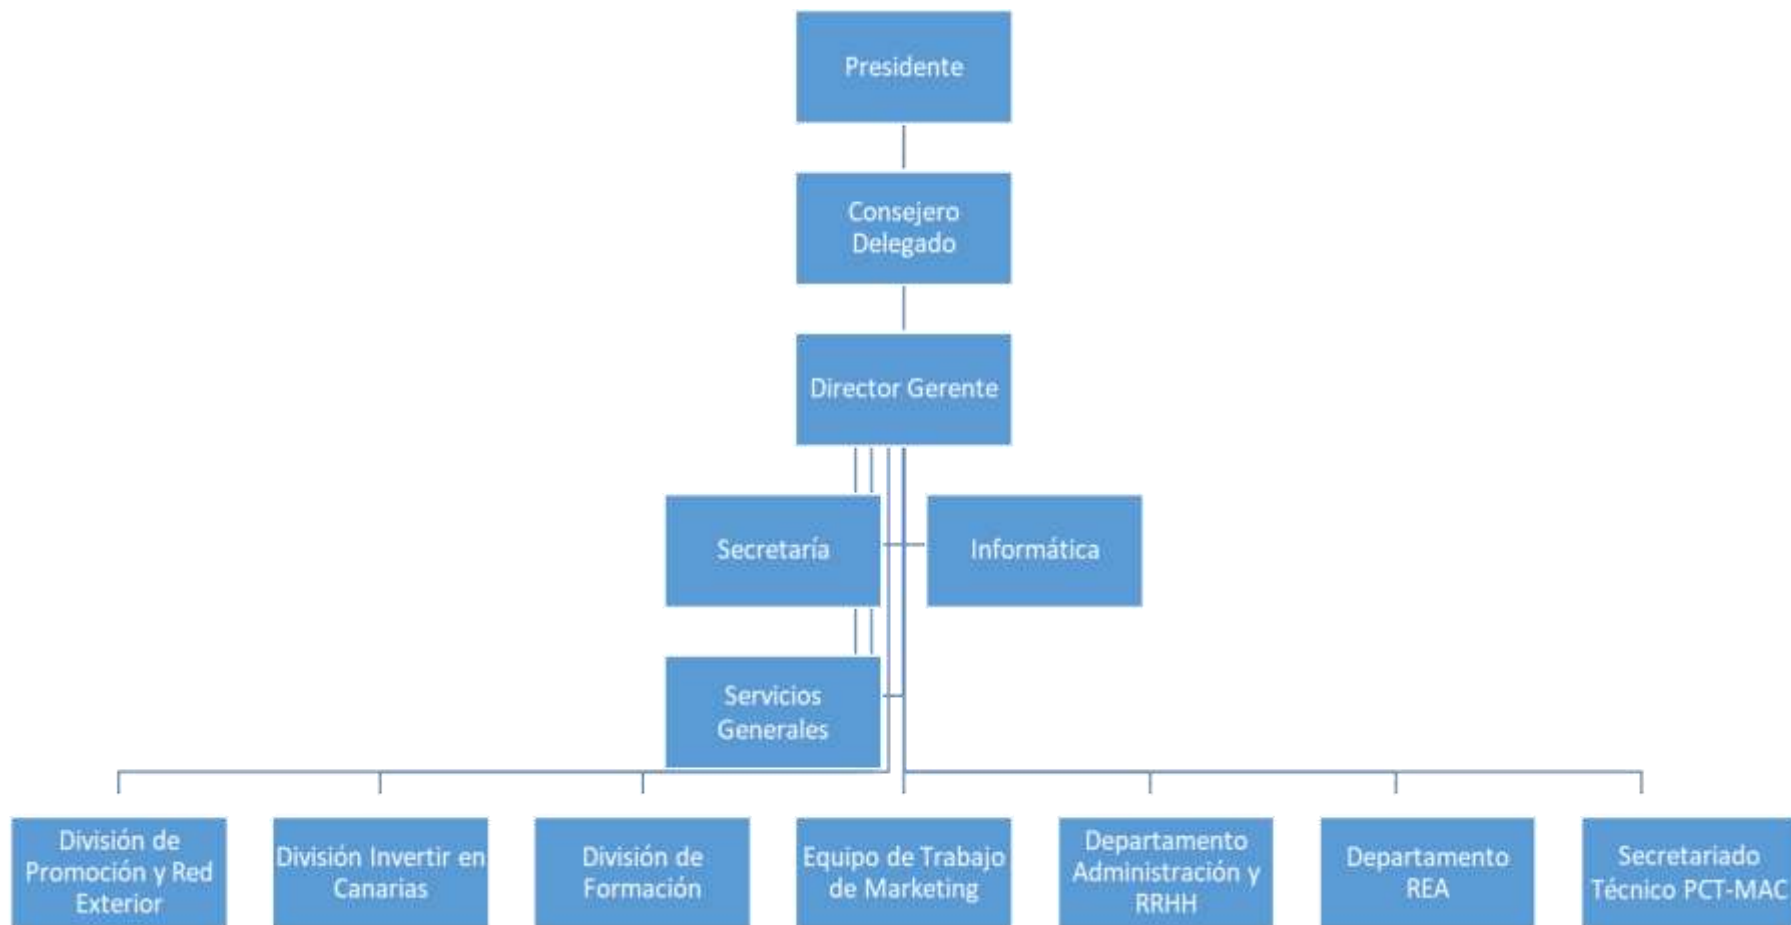 Presidente
Consejero
Delegado
Director Gerente
Secretaría
Informática
Servicios
Generales
División de
Promoción y Red
Exterior
División Invertir en
Canarias
División de
Formación
Equipo de Trabajo
de Marketing
Departamento
Administración y
RRHH
Departamento
REA
Secretariado
Técnico PCT-MAC